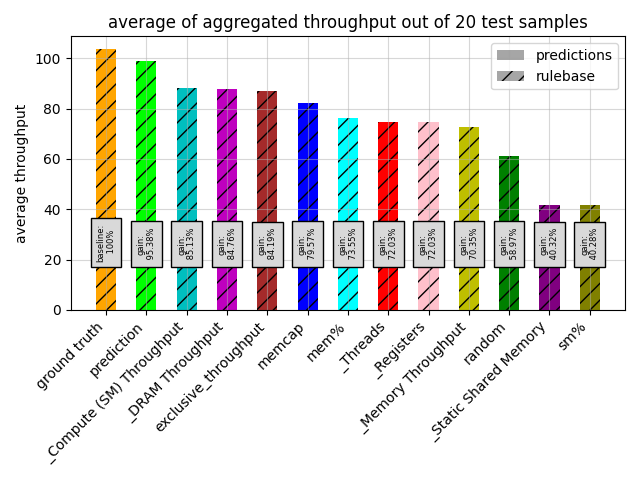 average of aggregated throughput out of 20 test samples
predictions
rulebase
average throughput
100
80
60
40
20
0
baseline:
100%
gain:
95.38%
gain:
85.13%
gain:
84.76%
gain:
84.19%
gain:
79.57%
gain:
73.55%
gain:
72.03%
gain:
72.03%
gain:
70.35%
gain:
58.97%
gain:
40.32%
gain:
40.28%
ground truth
prediction
_Compute (SM) Throughput
_DRAM Throughput
exclusive_throughput
memcap
mem%
_Threads
_Registers
_Memory Throughput
random
_Static Shared Memory
sm%